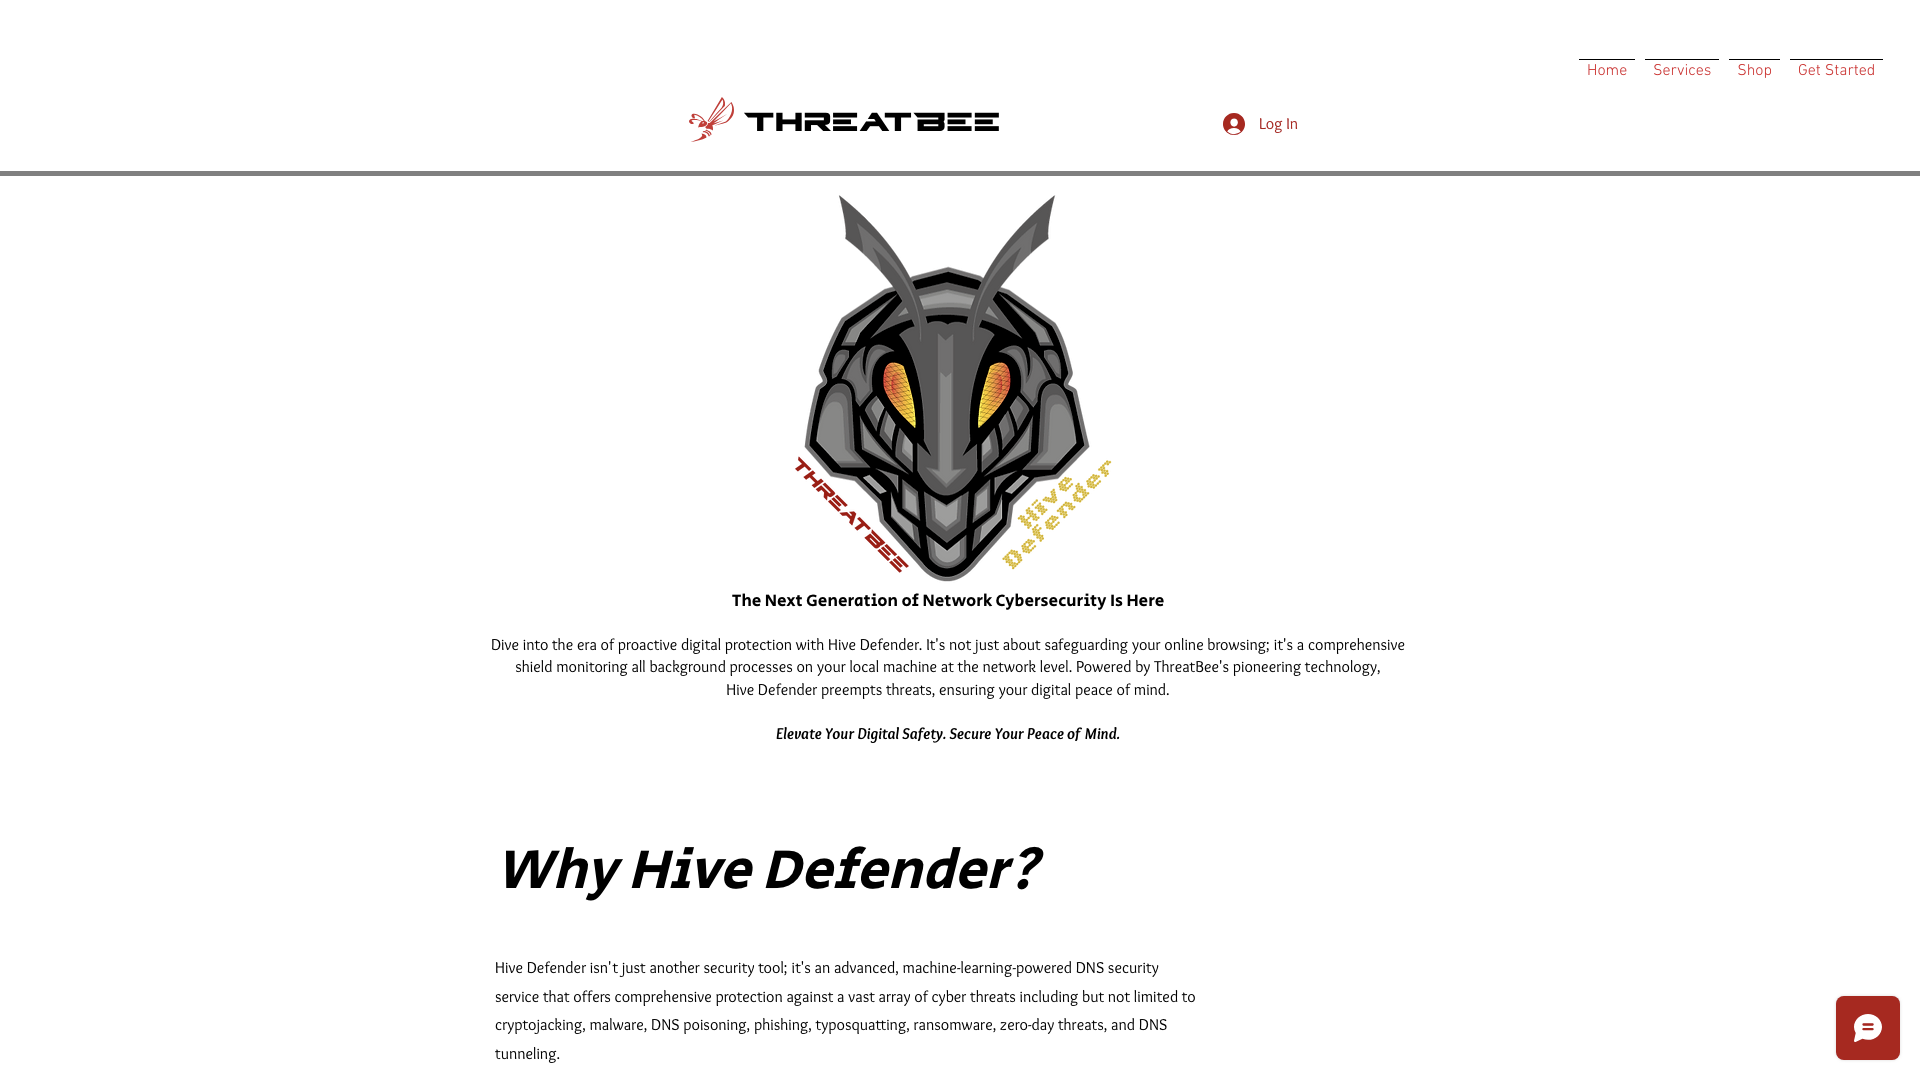 Home
Services
Shop
Get Started
THREATBEE
Log In
THREATBEE
Hive
Defender
The Next Generation of Network Cybersecurity Is Here
Dive into the era of proactive digital protection with Hive Defender. It's not just about safeguarding your online browsing; it's a comprehensive
shield monitoring all background processes on your local machine at the network level. Powered by ThreatBee's pioneering technology,
Hive Defender preempts threats, ensuring your digital peace of mind.
Elevate Your Digital Safety. Secure Your Peace of Mind.
Why Hive Defender?
Hive Defender isn't just another security tool; it's an advanced, machine-learning-powered DNS security
service that offers comprehensive protection against a vast array of cyber threats including but not limited to
cryptojacking, malware, DNS poisoning, phishing, typosquatting, ransomware, zero-day threats, and DNS
tunneling.